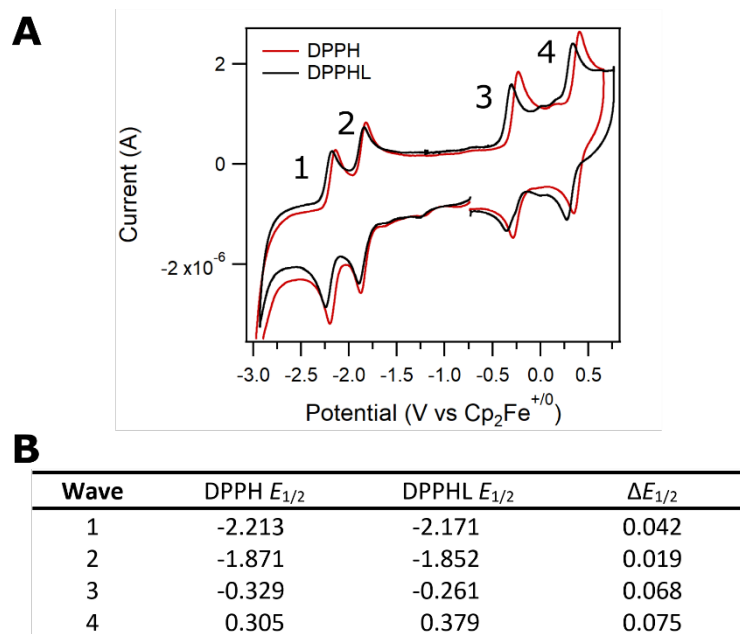 A
DPPH
DPPHL
1
2
3
4
2
0
-2 x10⁻⁶
Current (A)
-3.0 -2.5 -2.0 -1.5 -1.0 -0.5 0.0 0.5
Potential (V vs Cp₂Fe⁺/⁰)
B
Wave DPPH E₁/₂ DPPHL E₁/₂ ΔE₁/₂
1 -2.213 -2.171 0.042
2 -1.871 -1.852 0.019
3 -0.329 -0.261 0.068
4 0.305 0.379 0.075